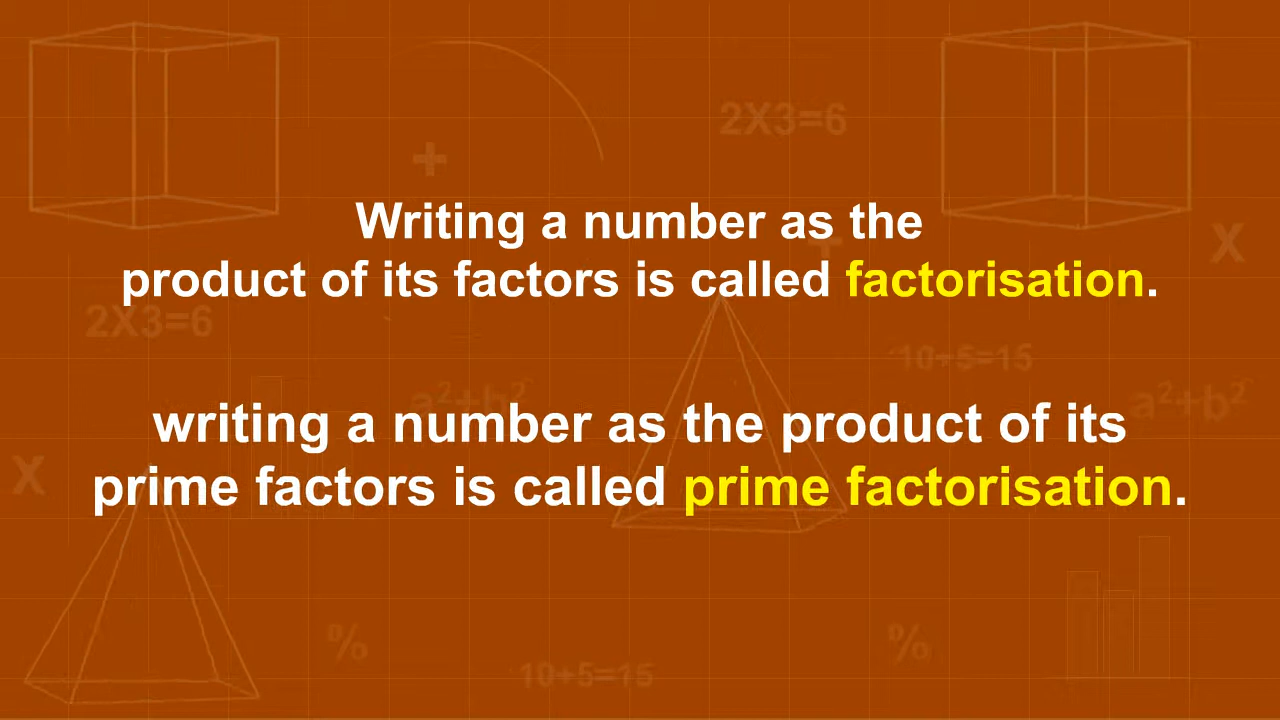 2X3=6
+
Writing a number as the
product of its factors is called factorisation.
X
2X3=6
10+5=15
a²+b²
a²+b²
writing a number as the product of its
prime factors is called prime factorisation.
X
%
%
10+5=15